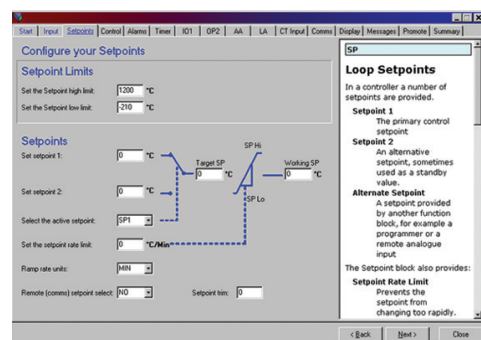 Start Input Setpoints Control Alarms Timer IO1 OP2 AA LA CT Input Comms Display Messages Promote Summary
Configure your Setpoints
Setpoint Limits
Set the Setpoint high limit: 1200 °C
Set the Setpoint low limit: -210 °C
Setpoints
Set setpoint 1: 0 °C
Target SP
0 °C
SP Hi
SP Lo
Working SP
0 °C
Set setpoint 2: 0 °C
Select the active setpoint: SP1
Set the setpoint rate limit: 0 °C/Min
Ramp rate units: MIN
Remote (comms) setpoint select: NO Setpoint trim: 0
SP
Loop Setpoints
In a controller a number of
setpoints are provided.
Setpoint 1
The primary control
setpoint
Setpoint 2
An alternative
setpoint, sometimes
used as a standby
value.
Alternate Setpoint
A setpoint provided
by another function
block, for example a
programmer or a
remote analogue
input
The Setpoint block also provides:
Setpoint Rate Limit
Prevents the
setpoint from
changing too rapidly.
< Back Next > Close